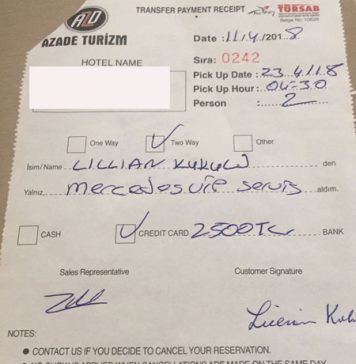 TRANSFER PAYMENT RECEIPT
TÜRSAB
ATD
AZADE TURİZM
Date : 11/4/2018
HOTEL NAME
Sıra: 0242
Pick Up Date : 23.4/118
Pick Up Hour : 04.30
Person : 2
One Way Two Way Other
İsim/Name LILLIAN den
Yalnız, mercedes vip servis aldım.
CASH CREDIT CARD 2500TL BANK
Sales Representative Customer Signature
NOTES:
● CONTACT US IF YOU DECIDE TO CANCEL YOUR RESERVATION.